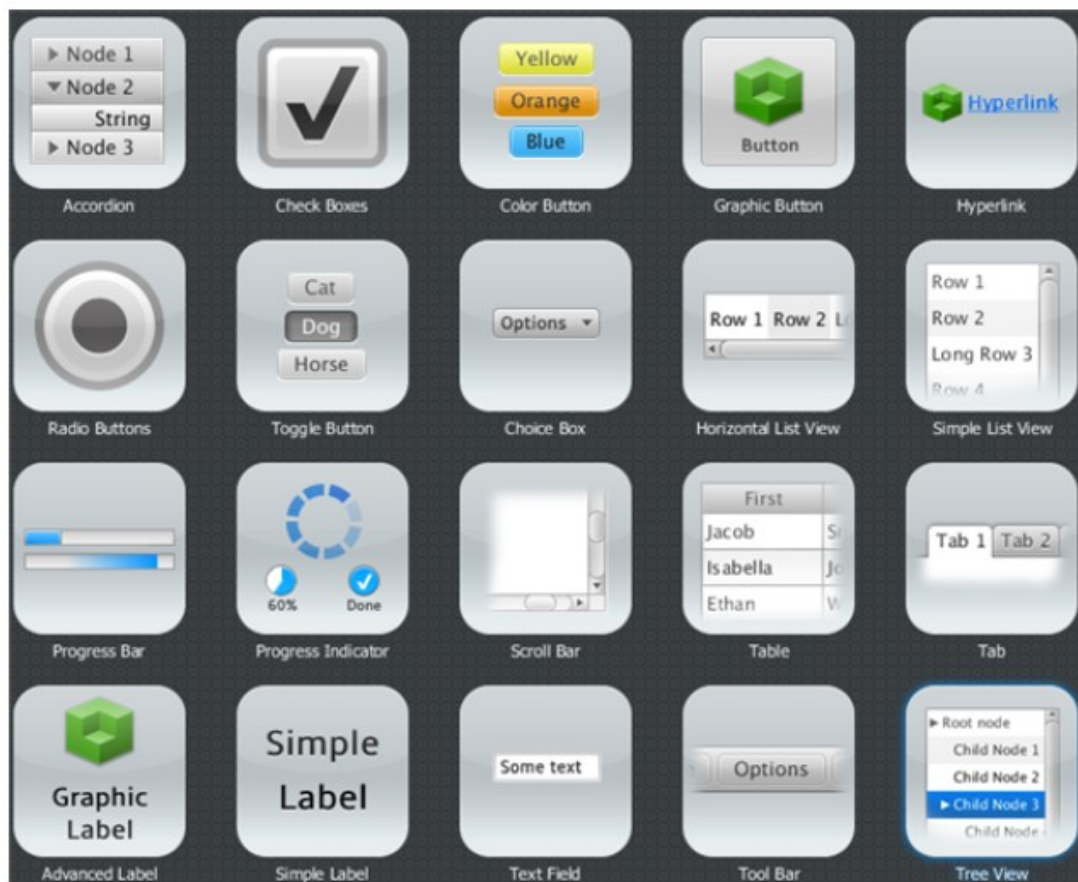 Node 1
Node 2
String
Node 3
Accordion
Check Boxes
Yellow
Orange
Blue
Color Button
Button
Graphic Button
Hyperlink
Hyperlink
Radio Buttons
Cat
Dog
Horse
Toggle Button
Options
Choice Box
Row 1 Row 2
Horizontal List View
Row 1
Row 2
Long Row 3
Row 4
Simple List View
Progress Bar
60% Done
Progress Indicator
Scroll Bar
First
Jacob
Isabella
Ethan
Table
Tab 1 Tab 2
Tab
Graphic
Label
Advanced Label
Simple
Label
Simple Label
Some text
Text Field
Options
Tool Bar
Root node
Child Node 1
Child Node 2
Child Node 3
Child Node
Tree View